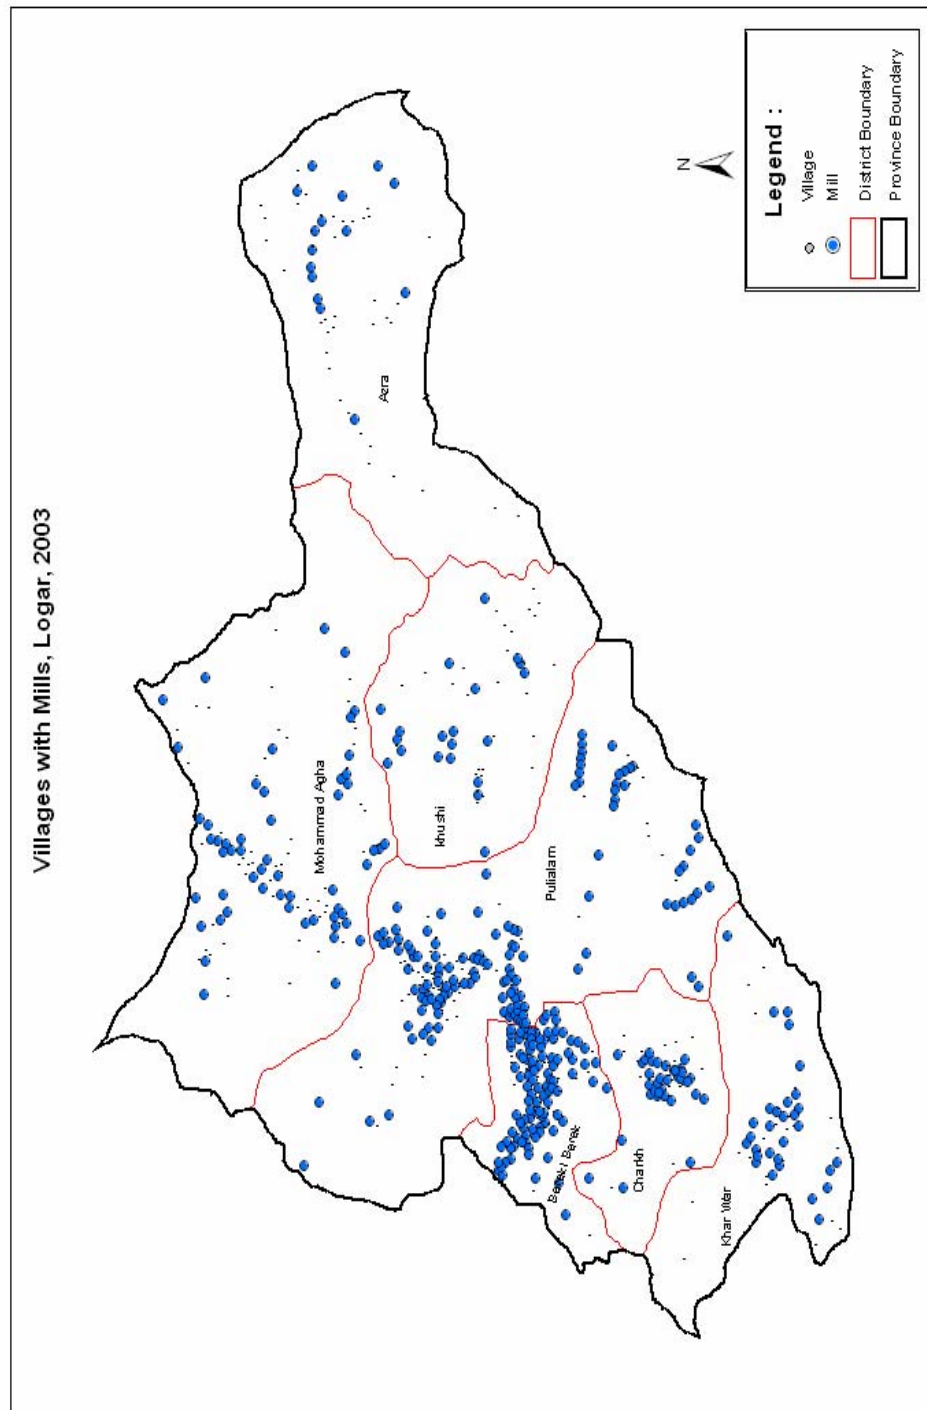 Villages with Mills, Logar, 2003
Azra
Mohammad Agha
khushi
Pulialam
Baraki Barak
Charkh
Khar War
N
Legend :
Village
Mill
District Boundary
Province Boundary